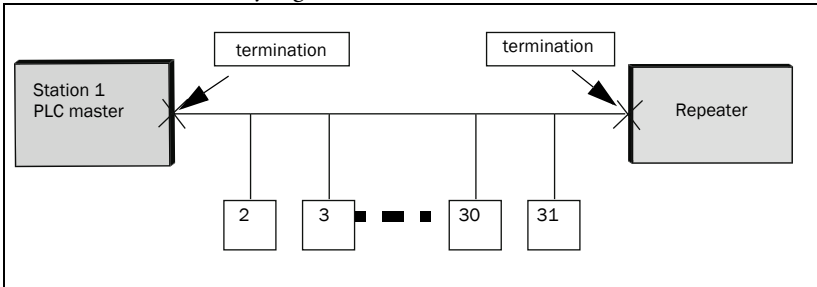 termination
termination
Station 1
PLC master
Repeater
2
3
30
31